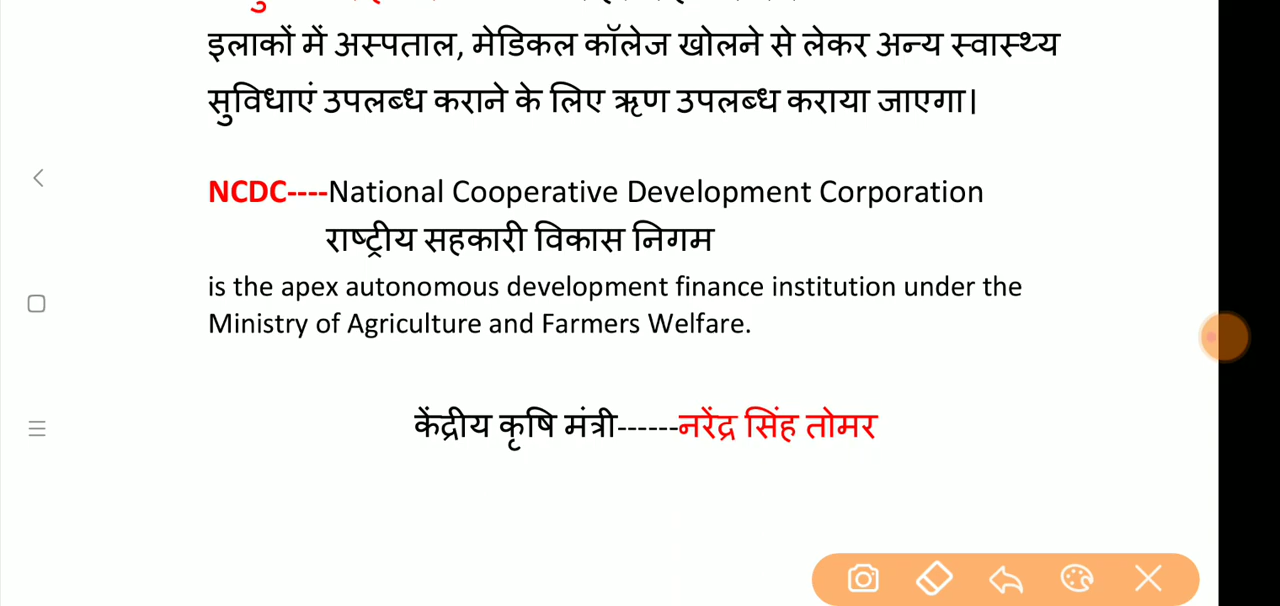 इलाकों में अस्पताल, मेडिकल कॉलेज खोलने से लेकर अन्य स्वास्थ्य
सुविधाएं उपलब्ध कराने के लिए ऋण उपलब्ध कराया जाएगा।
NCDC----National Cooperative Development Corporation
राष्ट्रीय सहकारी विकास निगम
is the apex autonomous development finance institution under the
Ministry of Agriculture and Farmers Welfare.
केंद्रीय कृषि मंत्री------नरेंद्र सिंह तोमर